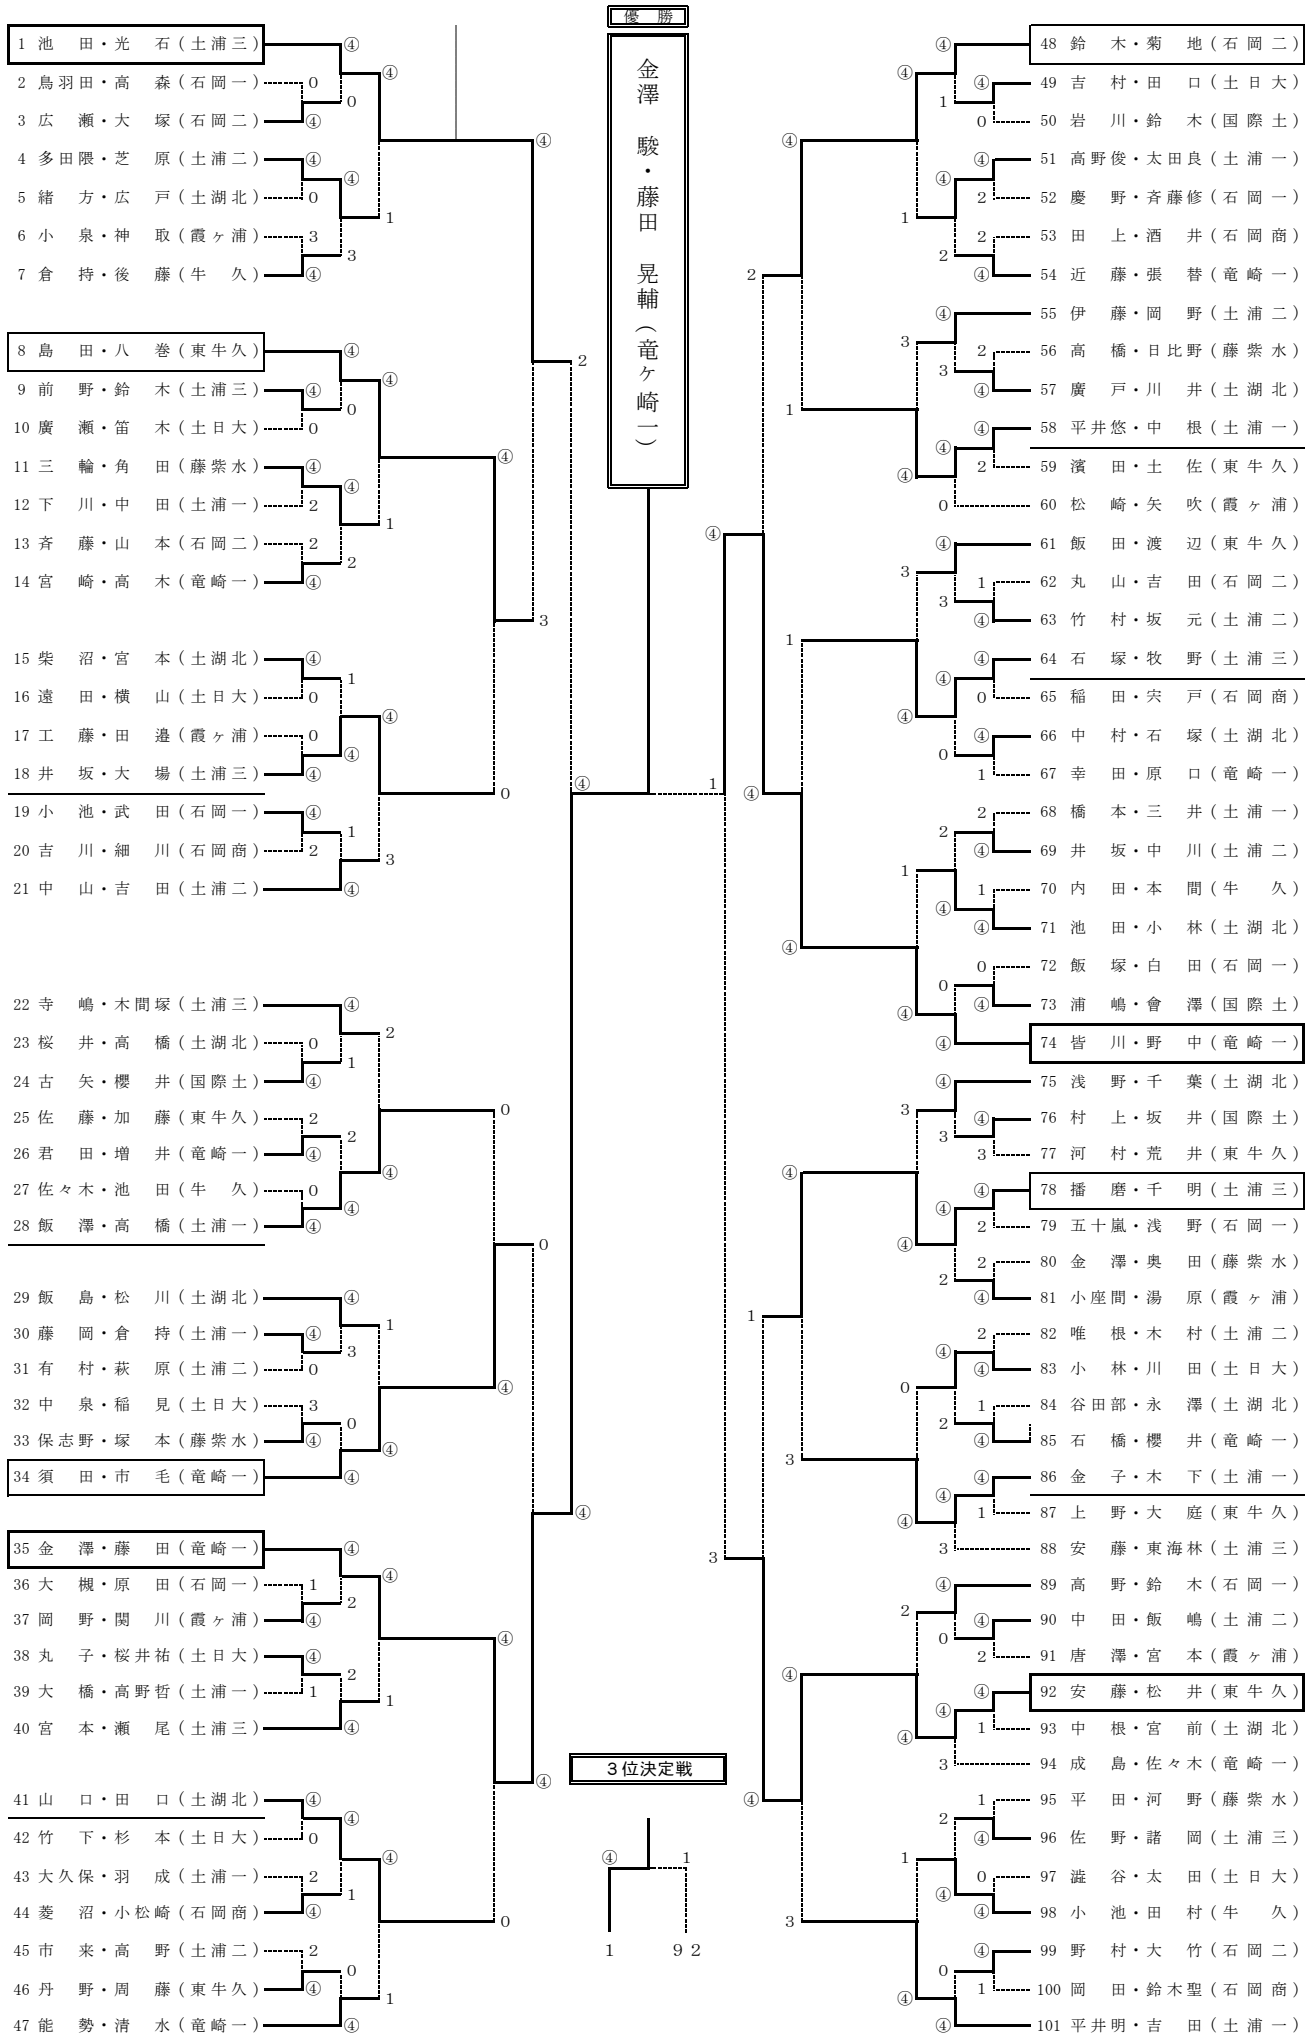 優　勝
金澤　駿・藤田　晃輔（竜ケ崎一）
1 池　田・光　石(土浦三)
2 鳥羽田・高　森(石岡一)
3 広　瀬・大　塚(石岡二)
4 多田隈・芝　原(土浦二)
5 緒　方・広　戸(土湖北)
6 小　泉・神　取(霞ヶ浦)
7 倉　持・後　藤(牛　久)
8 島　田・八　巻(東牛久)
9 前　野・鈴　木(土浦三)
10 廣　瀬・笛　木(土日大)
11 三　輪・角　田(藤紫水)
12 下　川・中　田(土浦一)
13 斉　藤・山　本(石岡二)
14 宮　崎・高　木(竜崎一)
15 柴　沼・宮　本(土湖北)
16 遠　田・横　山(土日大)
17 工　藤・田　邉(霞ヶ浦)
18 井　坂・大　場(土浦三)
19 小　池・武　田(石岡一)
20 吉　川・細　川(石岡商)
21 中　山・吉　田(土浦二)
22 寺　嶋・木間塚(土浦三)
23 桜　井・高　橋(土湖北)
24 古　矢・櫻　井(国際土)
25 佐　藤・加　藤(東牛久)
26 君　田・増　井(竜崎一)
27 佐々木・池　田(牛　久)
28 飯　澤・高　橋(土浦一)
29 飯　島・松　川(土湖北)
30 藤　岡・倉　持(土浦一)
31 有　村・萩　原(土浦二)
32 中　泉・稲　見(土日大)
33 保志野・塚　本(藤紫水)
34 須　田・市　毛(竜崎一)
35 金　澤・藤　田(竜崎一)
36 大　槻・原　田(石岡一)
37 岡　野・関　川(霞ヶ浦)
38 丸　子・桜井祐(土日大)
39 大　橋・高野哲(土浦一)
40 宮　本・瀬　尾(土浦三)
41 山　口・田　口(土湖北)
42 竹　下・杉　本(土日大)
43 大久保・羽　成(土浦一)
44 菱　沼・小松崎(石岡商)
45 市　来・高　野(土浦二)
46 丹　野・周　藤(東牛久)
47 能　勢・清　水(竜崎一)
48 鈴　木・菊　地(石岡二)
49 吉　村・田　口(土日大)
50 岩　川・鈴　木(国際土)
51 高野俊・太田良(土浦一)
52 慶　野・斉藤修(石岡一)
53 田　上・酒　井(石岡商)
54 近　藤・張　替(竜崎一)
55 伊　藤・岡　野(土浦二)
56 高　橋・日比野(藤紫水)
57 廣　戸・川　井(土湖北)
58 平井悠・中　根(土浦一)
59 濱　田・土　佐(東牛久)
60 松　崎・矢　吹(霞ヶ浦)
61 飯　田・渡　辺(東牛久)
62 丸　山・吉　田(石岡二)
63 竹　村・坂　元(土浦二)
64 石　塚・牧　野(土浦三)
65 稲　田・宍　戸(石岡商)
66 中　村・石　塚(土湖北)
67 幸　田・原　口(竜崎一)
68 橋　本・三　井(土浦一)
69 井　坂・中　川(土浦二)
70 内　田・本　間(牛　久)
71 池　田・小　林(土湖北)
72 飯　塚・白　田(石岡一)
73 浦　嶋・會　澤(国際土)
74 皆　川・野　中(竜崎一)
75 浅　野・千　葉(土湖北)
76 村　上・坂　井(国際土)
77 河　村・荒　井(東牛久)
78 播　磨・千　明(土浦三)
79 五十嵐・浅　野(石岡一)
80 金　澤・奥　田(藤紫水)
81 小座間・湯　原(霞ヶ浦)
82 唯　根・木　村(土浦二)
83 小　林・川　田(土日大)
84 谷田部・永　澤(土湖北)
85 石　橋・櫻　井(竜崎一)
86 金　子・木　下(土浦一)
87 上　野・大　庭(東牛久)
88 安　藤・東海林(土浦三)
89 高　野・鈴　木(石岡一)
90 中　田・飯　嶋(土浦二)
91 唐　澤・宮　本(霞ヶ浦)
92 安　藤・松　井(東牛久)
93 中　根・宮　前(土湖北)
94 成　島・佐々木(竜崎一)
95 平　田・河　野(藤紫水)
96 佐　野・諸　岡(土浦三)
97 澁　谷・太　田(土日大)
98 小　池・田　村(牛　久)
99 野　村・大　竹(石岡二)
100 岡　田・鈴木聖(石岡商)
101 平井明・吉　田(土浦一)
３位決定戦
④ 1
1 ９２